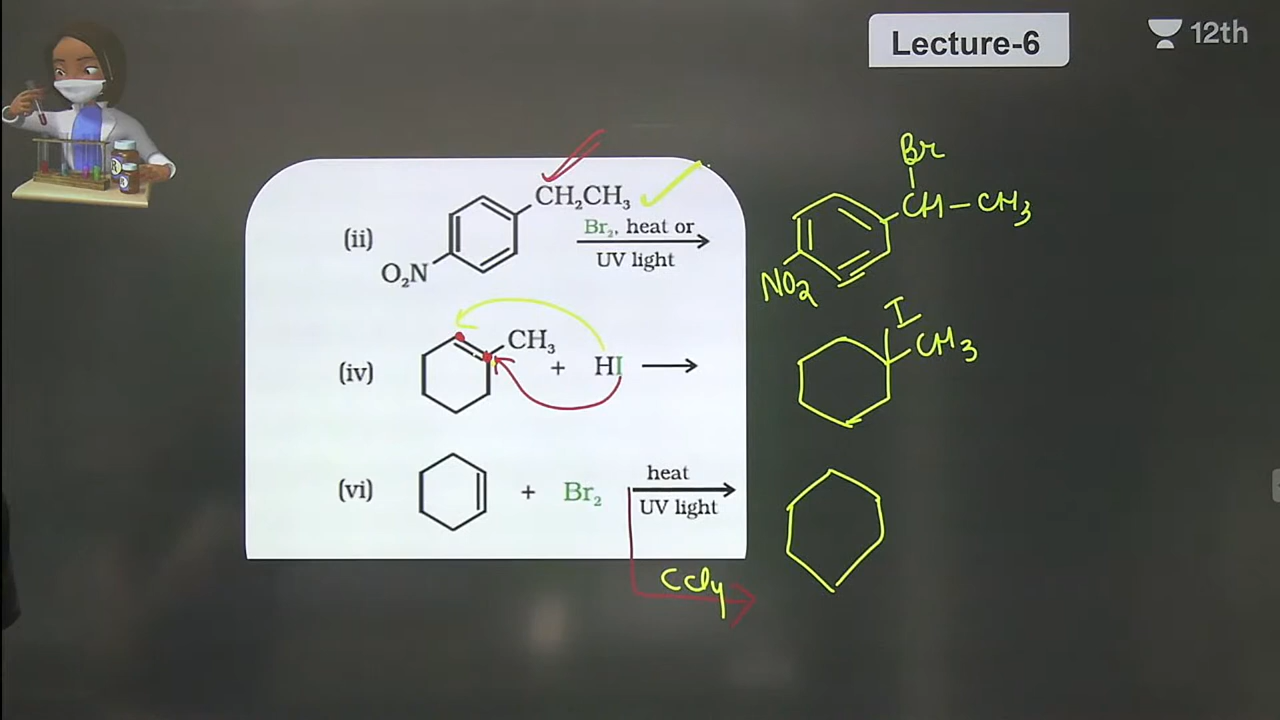 Lecture-6
12th
(ii)
CH₂CH₃
O₂N
Br₂, heat or
UV light
Br
CH-CH₃
NO₂
(iv)
CH₃
+ HI
I
CH₃
(vi)
+ Br₂
heat
UV light
CCl₄